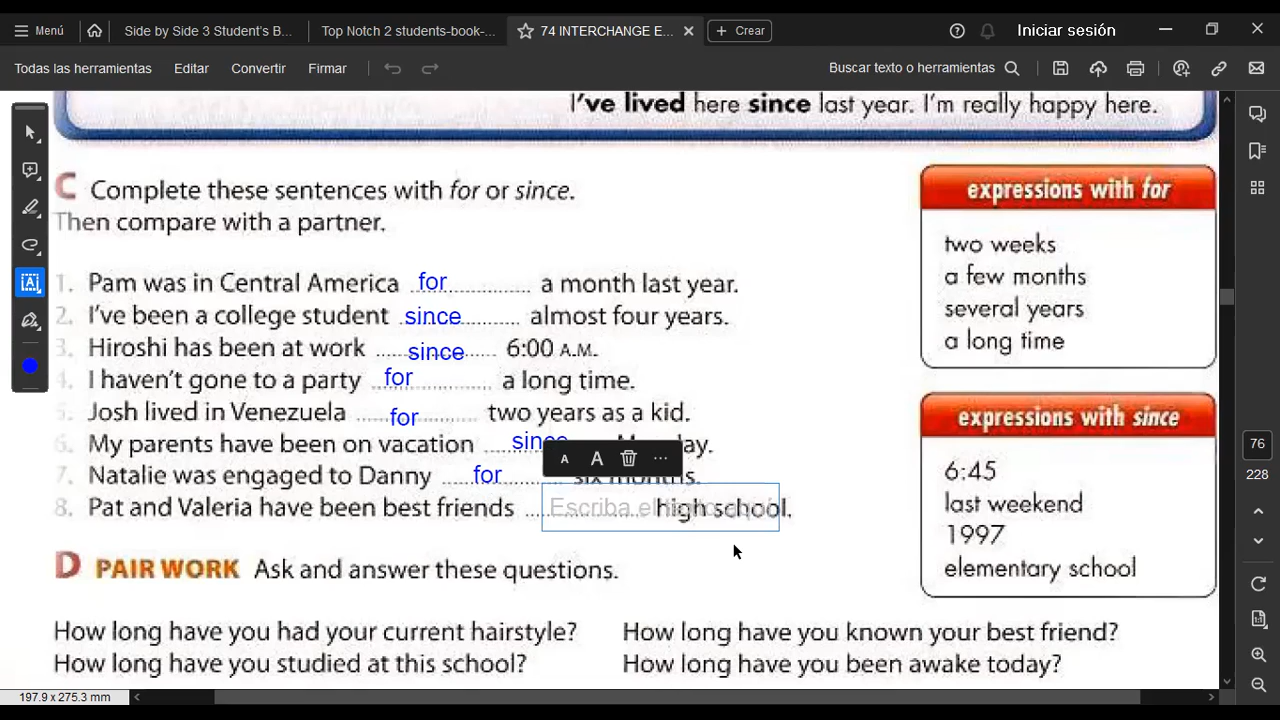 Menú
Side by Side 3 Student's B...
Top Notch 2 students-book-...
74 INTERCHANGE E...
Crear
Iniciar sesión
Todas las herramientas
Editar
Convertir
Firmar
Buscar texto o herramientas
I've lived here since last year. I'm really happy here.
C Complete these sentences with for or since.
Then compare with a partner.
1. Pam was in Central America for a month last year.
2. I've been a college student since almost four years.
3. Hiroshi has been at work since 6:00 A.M.
4. I haven't gone to a party for a long time.
5. Josh lived in Venezuela for two years as a kid.
6. My parents have been on vacation since Monday.
7. Natalie was engaged to Danny for six months.
8. Pat and Valeria have been best friends Escriba el high school.
expressions with for
two weeks
a few months
several years
a long time
expressions with since
6:45
last weekend
1997
elementary school
D PAIR WORK Ask and answer these questions.
How long have you had your current hairstyle?
How long have you studied at this school?
How long have you known your best friend?
How long have you been awake today?
A A
76
228
197.9 x 275.3 mm